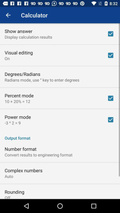 8:32
Calculator
Show answer
Display calculation results
Visual editing
On
Degrees/Radians
Radians mode, use ° key to enter degrees
Percent mode
10 + 20% = 12
Power mode
-3 ^ 2 = 9
Output format
Number format
Convert results to engineering format
Complex numbers
Auto
Rounding